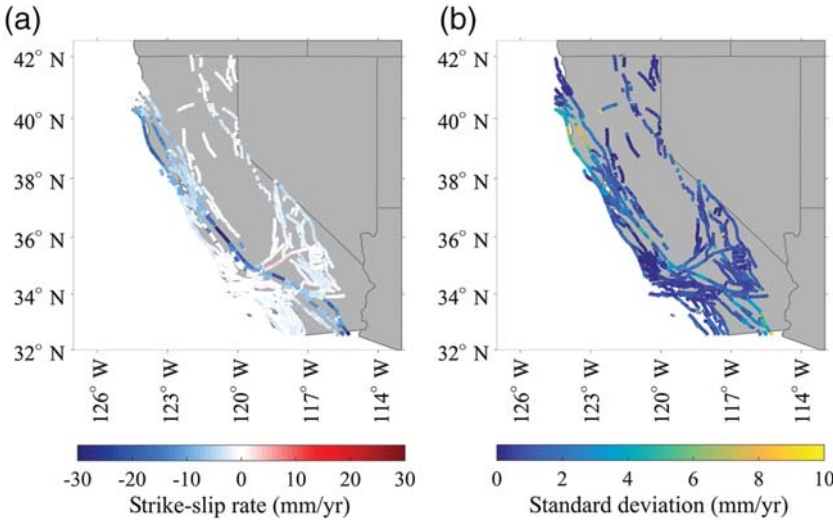 (a)
(b)
42° N
40° N
38° N
36° N
34° N
32° N
126° W
123° W
120° W
117° W
114° W
-30 -20 -10 0 10 20 30
Strike-slip rate (mm/yr)
42° N
40° N
38° N
36° N
34° N
32° N
126° W
123° W
120° W
117° W
114° W
0 2 4 6 8 10
Standard deviation (mm/yr)